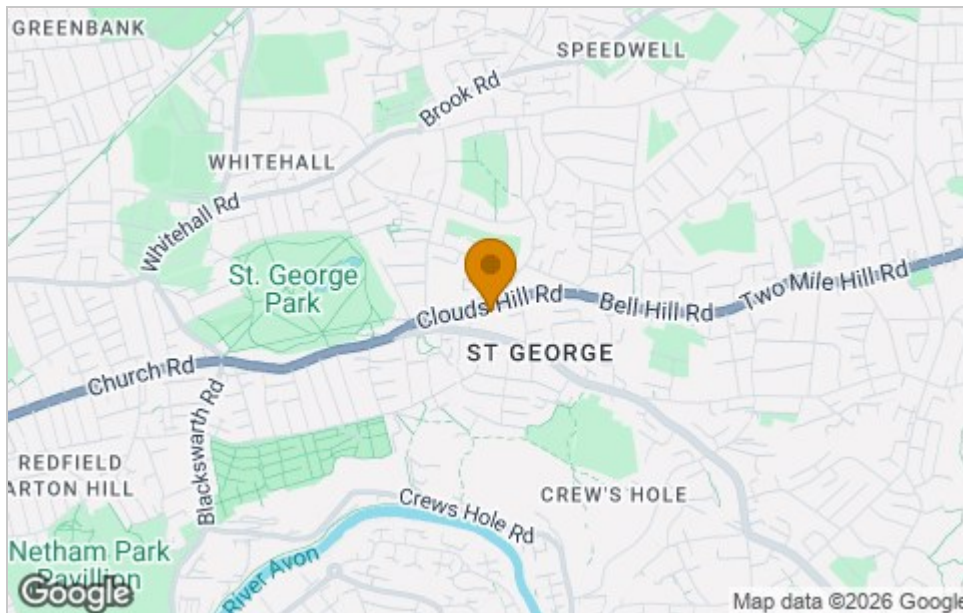 GREENBANK
SPEEDWELL
Brook Rd
WHITEHALL
Whitehall Rd
St. George
Park
Clouds Hill Rd
Bell Hill Rd
Two Mile Hill Rd
ST GEORGE
Church Rd
Blackswarth Rd
REDFIELD
ARTON HILL
CREW'S HOLE
Crews Hole Rd
Netham Park
Pavillion
River Avon
Google
Map data ©2026 Google